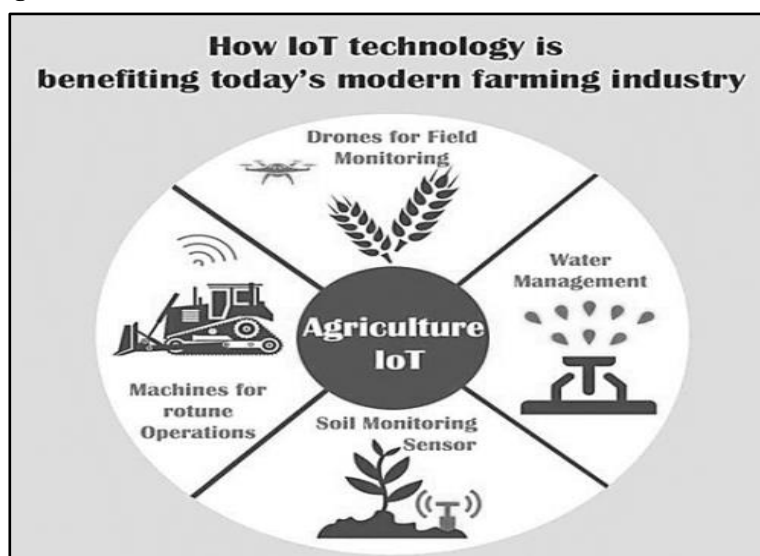 How IoT technology is
benefiting today's modern farming industry
Drones for Field
Monitoring
Water
Management
Agriculture
IoT
Machines for
rotune
Operations
Soil Monitoring
Sensor